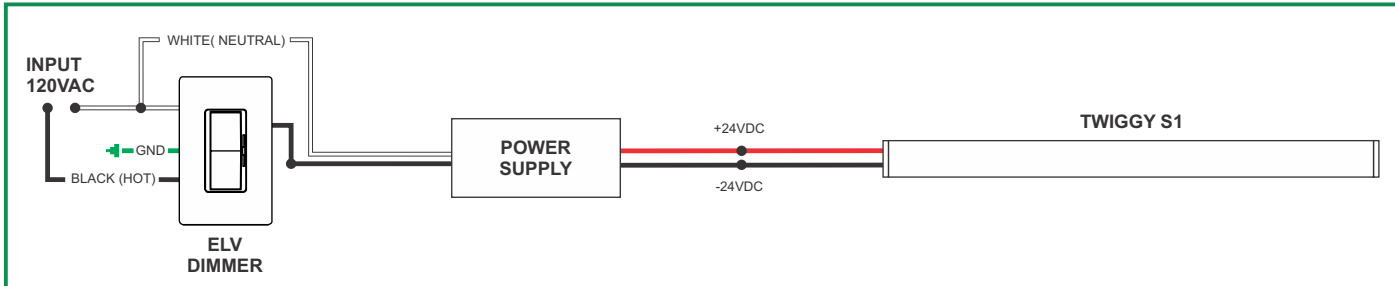 WHITE( NEUTRAL)
INPUT
120VAC
GND
BLACK (HOT)
ELV
DIMMER
POWER
SUPPLY
+24VDC
-24VDC
TWIGGY S1